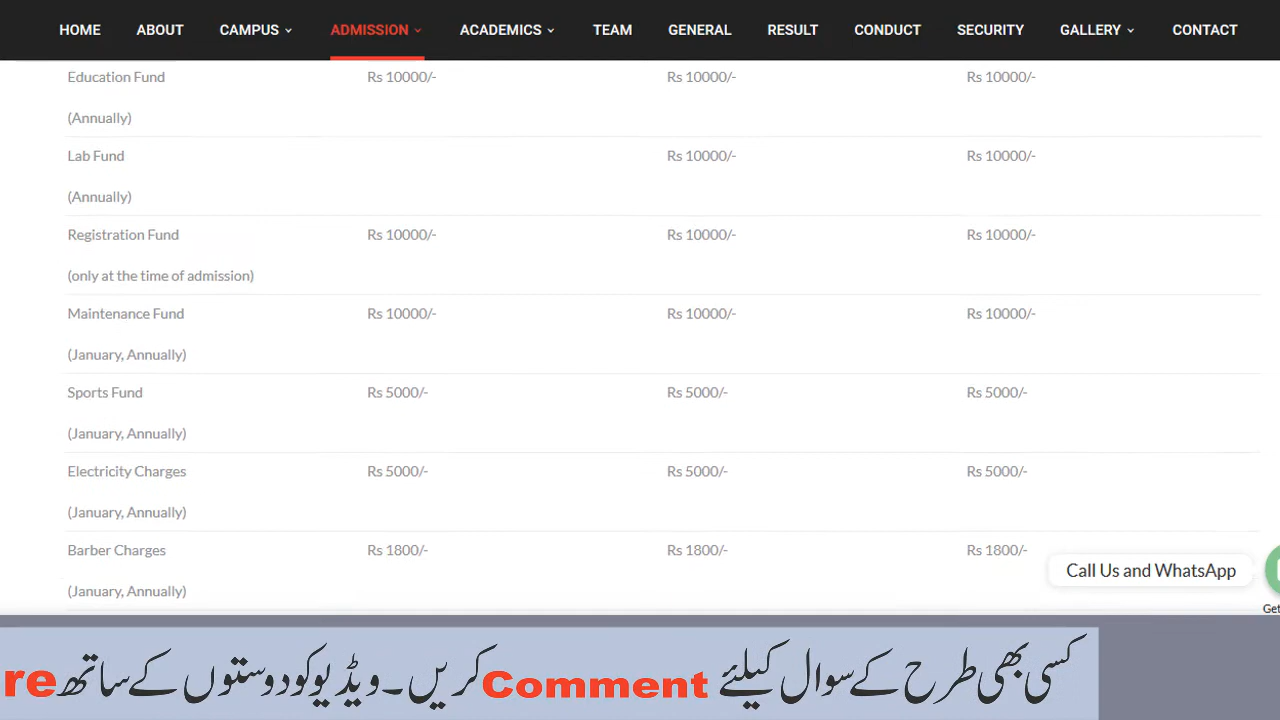 HOME ABOUT CAMPUS ADMISSION ACADEMICS TEAM GENERAL RESULT CONDUCT SECURITY GALLERY CONTACT
Education Fund Rs 10000/- Rs 10000/- Rs 10000/-
(Annually)
Lab Fund Rs 10000/- Rs 10000/-
(Annually)
Registration Fund Rs 10000/- Rs 10000/- Rs 10000/-
(only at the time of admission)
Maintenance Fund Rs 10000/- Rs 10000/- Rs 10000/-
(January, Annually)
Sports Fund Rs 5000/- Rs 5000/- Rs 5000/-
(January, Annually)
Electricity Charges Rs 5000/- Rs 5000/- Rs 5000/-
(January, Annually)
Barber Charges Rs 1800/- Rs 1800/- Rs 1800/-
(January, Annually)
Call Us and WhatsApp
Get
کسی بھی طرح کے سوال کیلئے Comment کریں۔ ویڈیو کو دوستوں کے ساتھ re